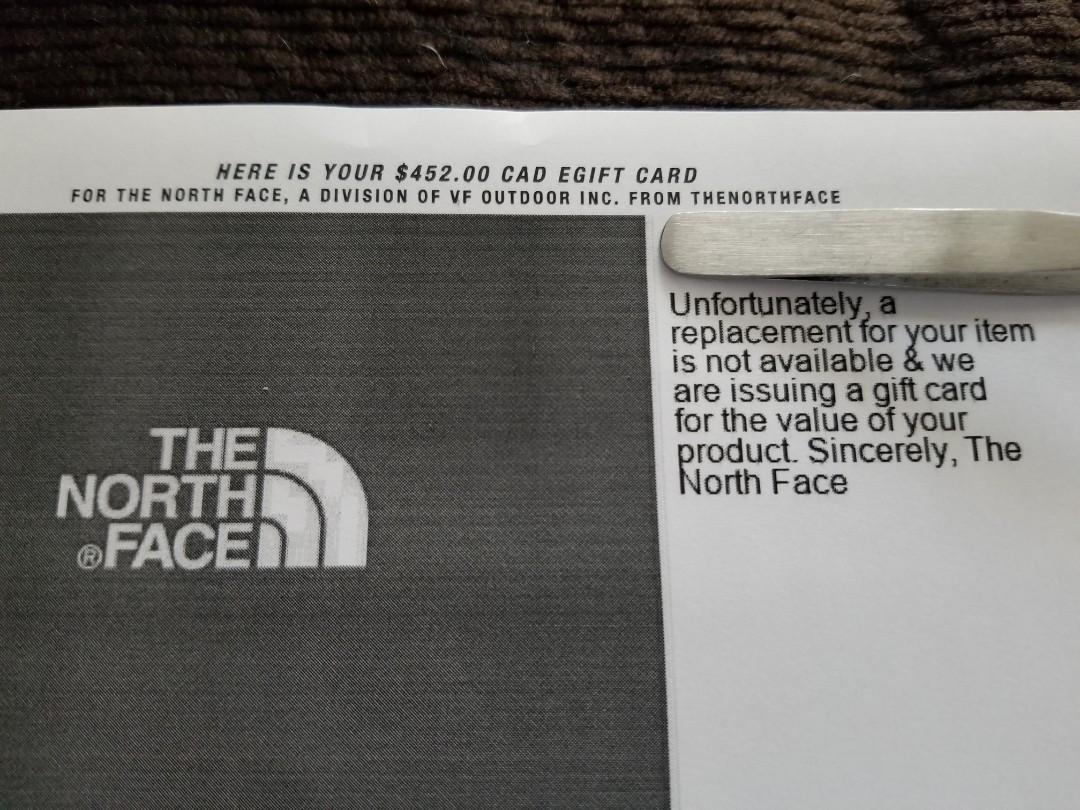 HERE IS YOUR $452.00 CAD EGIFT CARD
FOR THE NORTH FACE, A DIVISION OF VF OUTDOOR INC. FROM THENORTHFACE
THE
NORTH
®FACE
Unfortunately, a
replacement for your item
is not available & we
are issuing a gift card
for the value of your
product. Sincerely, The
North Face